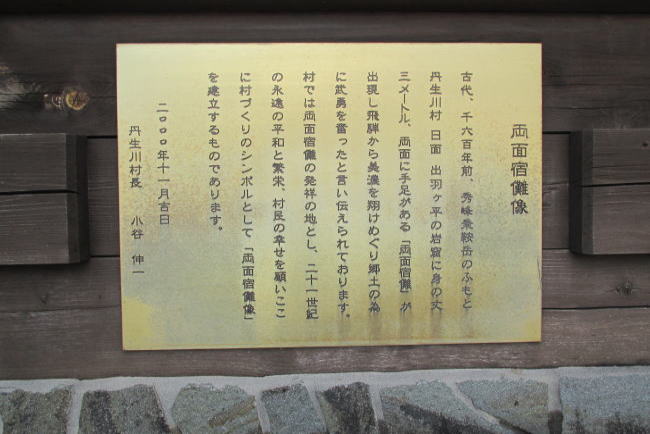 両面宿儺像
古代、千六百年前、秀峰乗鞍岳のふもと
丹生川村 日面 出羽ヶ平の岩窟に身の丈
三メートル、両面に手足がある「両面宿儺」が
出現し飛騨から美濃を翔けめぐり郷土の為
に武勇を奮ったと言い伝えられております。
村では両面宿儺の発祥の地とし、二十一世紀
の永遠の平和と繁栄、村民の幸せを願いここ
に村づくりのシンボルとして「両面宿儺像」
を建立するものであります。
二〇〇〇年十一月吉日
丹生川村長 小谷 伸一